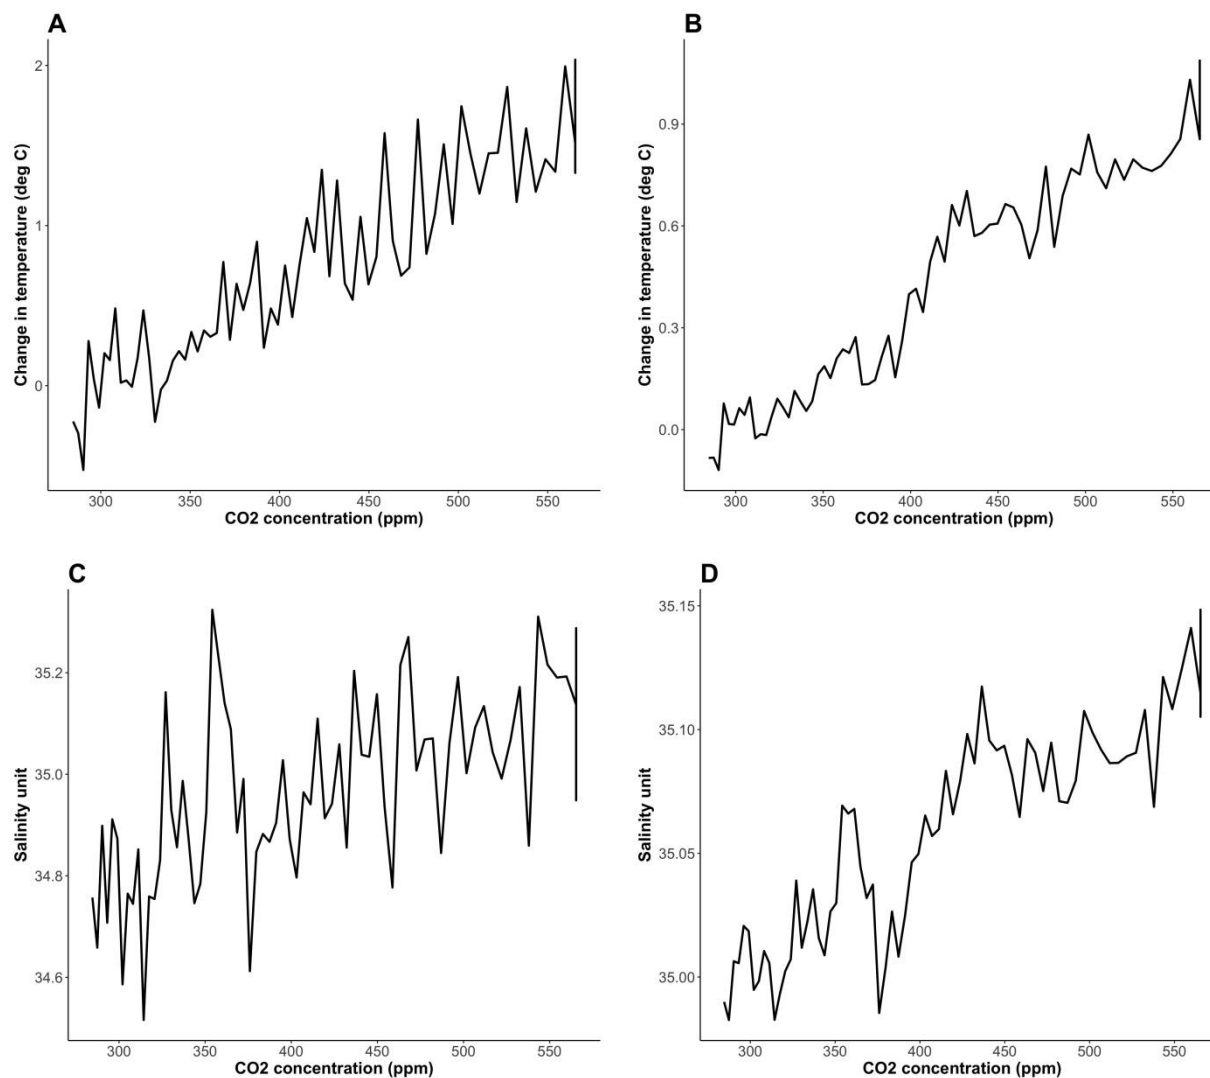 A
Change in temperature (deg C)
2
1
0
300 350 400 450 500 550
CO2 concentration (ppm)
B
Change in temperature (deg C)
0.9
0.6
0.3
0.0
300 350 400 450 500 550
CO2 concentration (ppm)
C
Salinity unit
35.2
35.0
34.8
34.6
300 350 400 450 500 550
CO2 concentration (ppm)
D
Salinity unit
35.15
35.10
35.05
35.00
300 350 400 450 500 550
CO2 concentration (ppm)